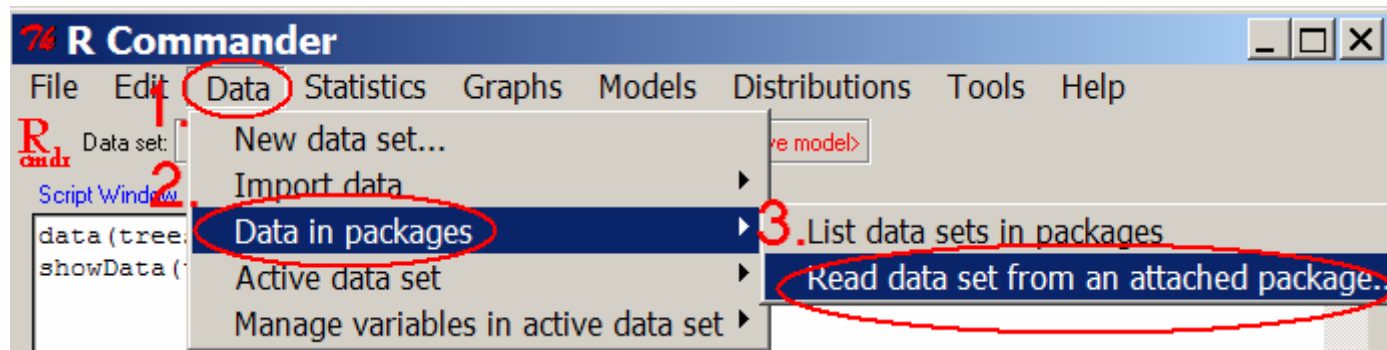 R Commander
File Edit Data Statistics Graphs Models Distributions Tools Help
1.
R cmdr Data set: New data set... model>
2.
Script Window Import data
3.
data(tree Data in packages List data sets in packages
showData( Active data set Read data set from an attached package..
Manage variables in active data set